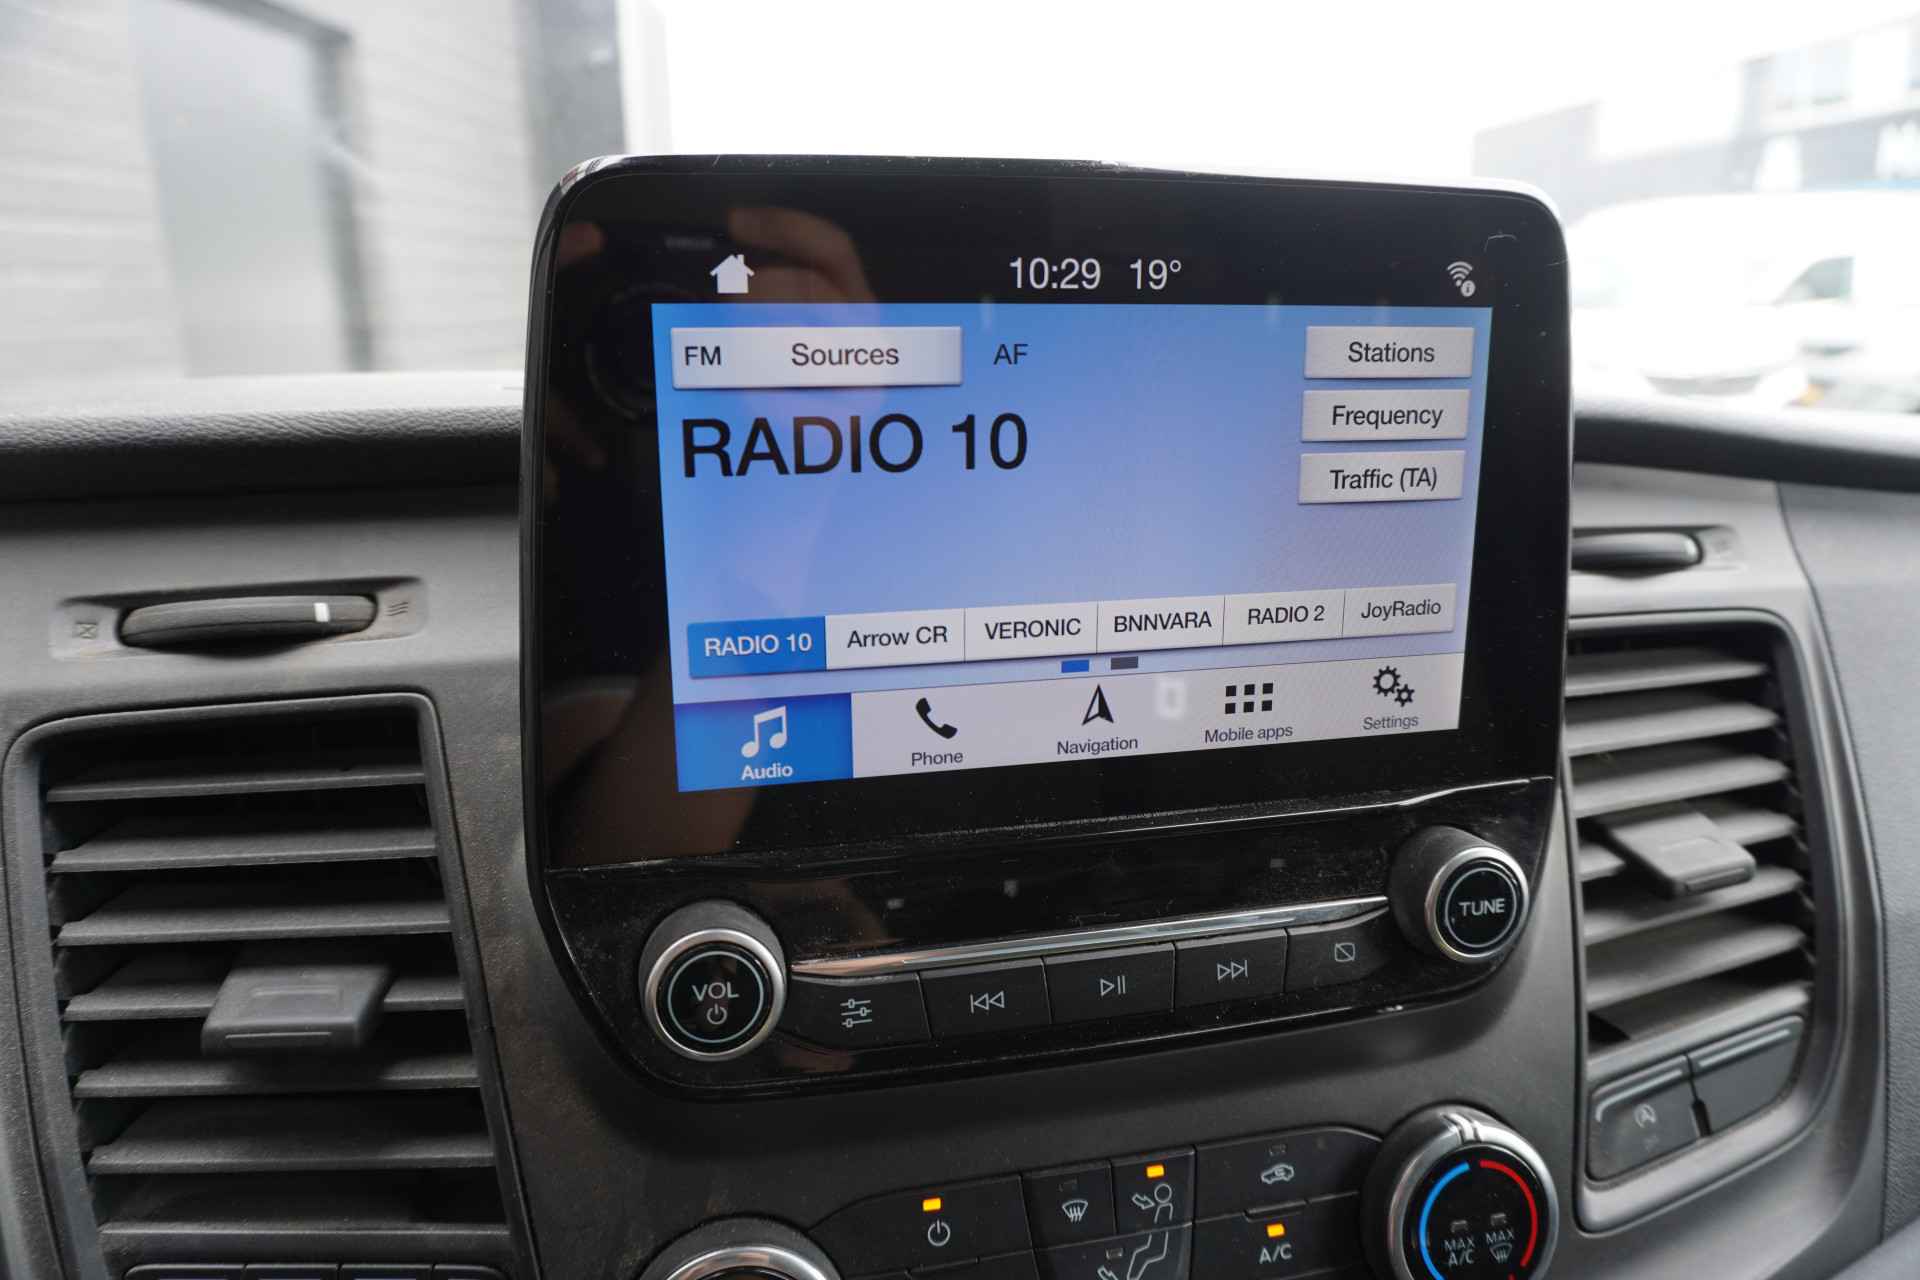 10:29 19°
FM Sources AF Stations
RADIO 10
Frequency
Traffic (TA)
RADIO 10 Arrow CR VERONIC BNNVARA RADIO 2 JoyRadio
Audio Phone Navigation Mobile apps Settings
VOL
TUNE
A/C
MAX A/C
MAX